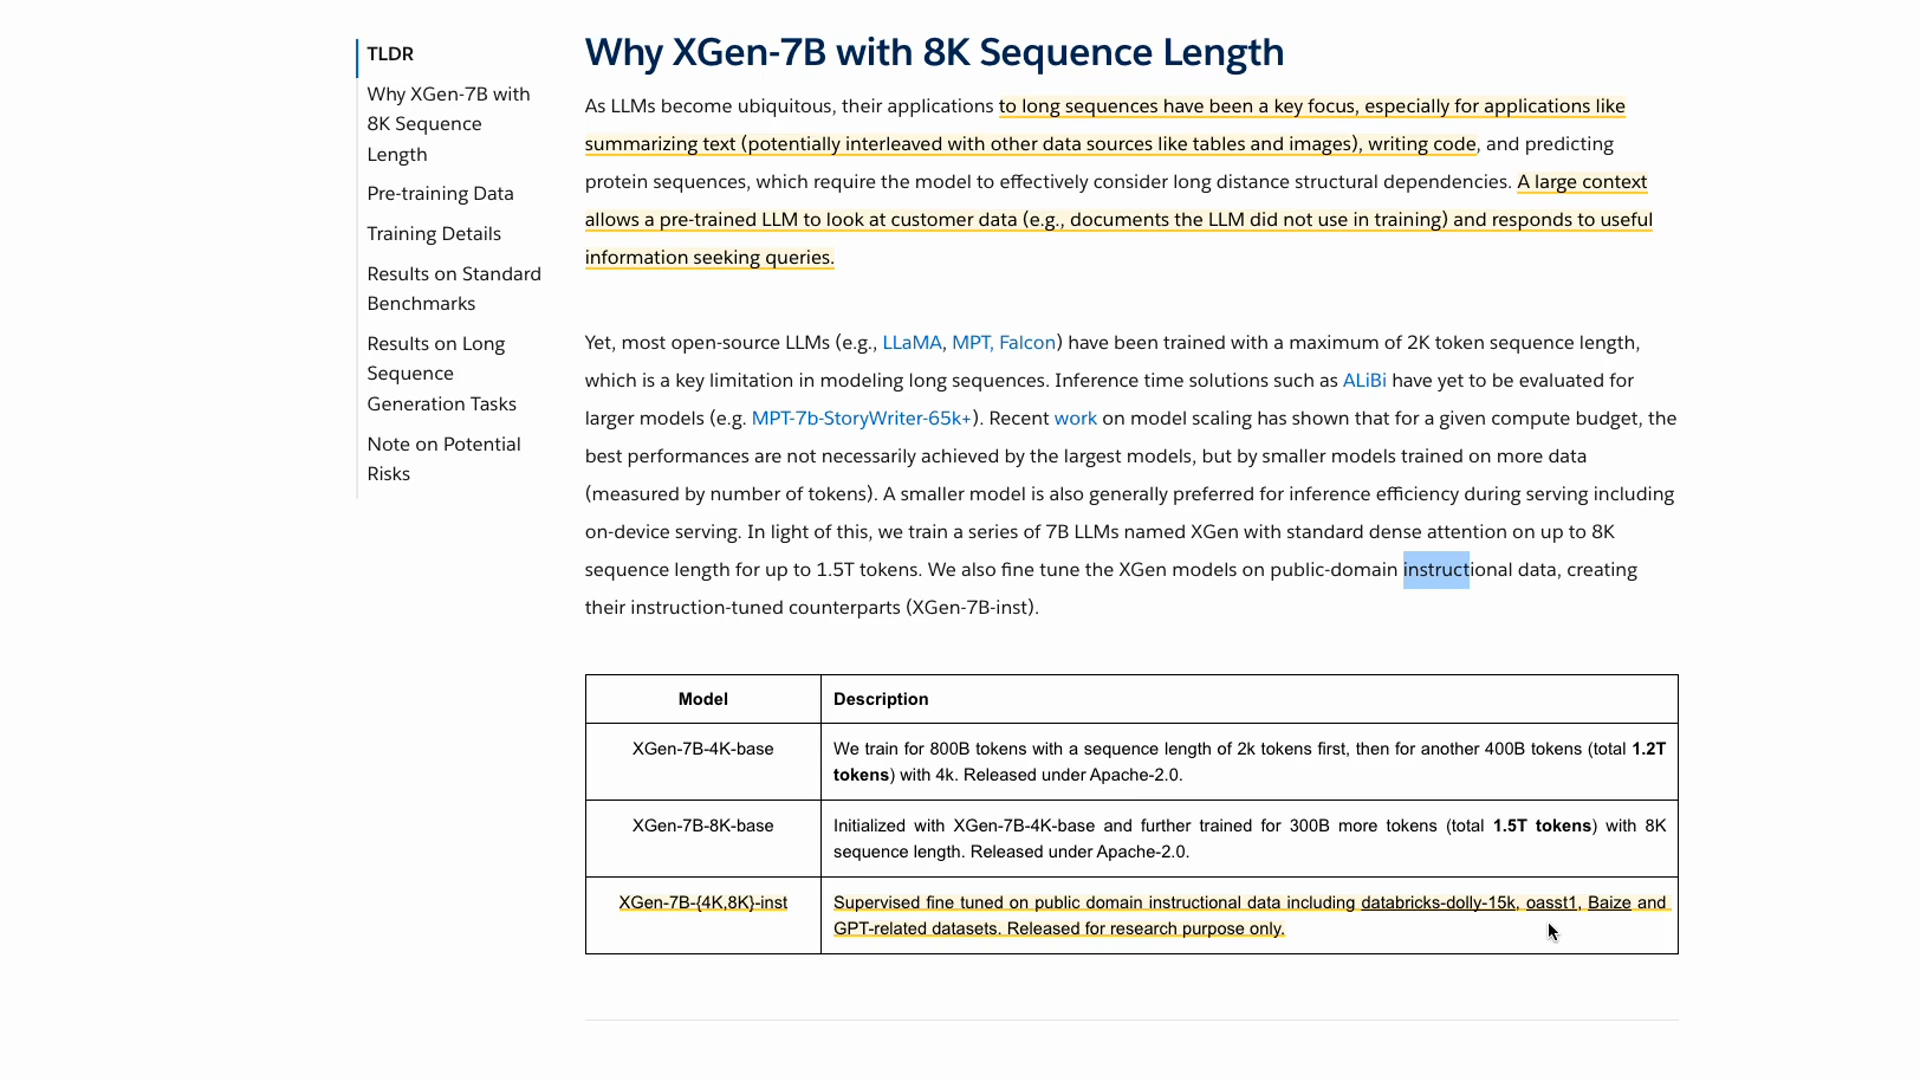 TLDR
Why XGen-7B with
8K Sequence
Length
Pre-training Data
Training Details
Results on Standard
Benchmarks
Results on Long
Sequence
Generation Tasks
Note on Potential
Risks
Why XGen-7B with 8K Sequence Length
As LLMs become ubiquitous, their applications to long sequences have been a key focus, especially for applications like
summarizing text (potentially interleaved with other data sources like tables and images), writing code, and predicting
protein sequences, which require the model to effectively consider long distance structural dependencies. A large context
allows a pre-trained LLM to look at customer data (e.g., documents the LLM did not use in training) and responds to useful
information seeking queries.
Yet, most open-source LLMs (e.g., LLaMA, MPT, Falcon) have been trained with a maximum of 2K token sequence length,
which is a key limitation in modeling long sequences. Inference time solutions such as ALiBi have yet to be evaluated for
larger models (e.g. MPT-7b-StoryWriter-65k+). Recent work on model scaling has shown that for a given compute budget, the
best performances are not necessarily achieved by the largest models, but by smaller models trained on more data
(measured by number of tokens). A smaller model is also generally preferred for inference efficiency during serving including
on-device serving. In light of this, we train a series of 7B LLMs named XGen with standard dense attention on up to 8K
sequence length for up to 1.5T tokens. We also fine tune the XGen models on public-domain instructional data, creating
their instruction-tuned counterparts (XGen-7B-inst).
Model Description
XGen-7B-4K-base We train for 800B tokens with a sequence length of 2k tokens first, then for another 400B tokens (total 1.2T
tokens) with 4k. Released under Apache-2.0.
XGen-7B-8K-base Initialized with XGen-7B-4K-base and further trained for 300B more tokens (total 1.5T tokens) with 8K
sequence length. Released under Apache-2.0.
XGen-7B-{4K,8K}-inst Supervised fine tuned on public domain instructional data including databricks-dolly-15k, oasst1, Baize and
GPT-related datasets. Released for research purpose only.